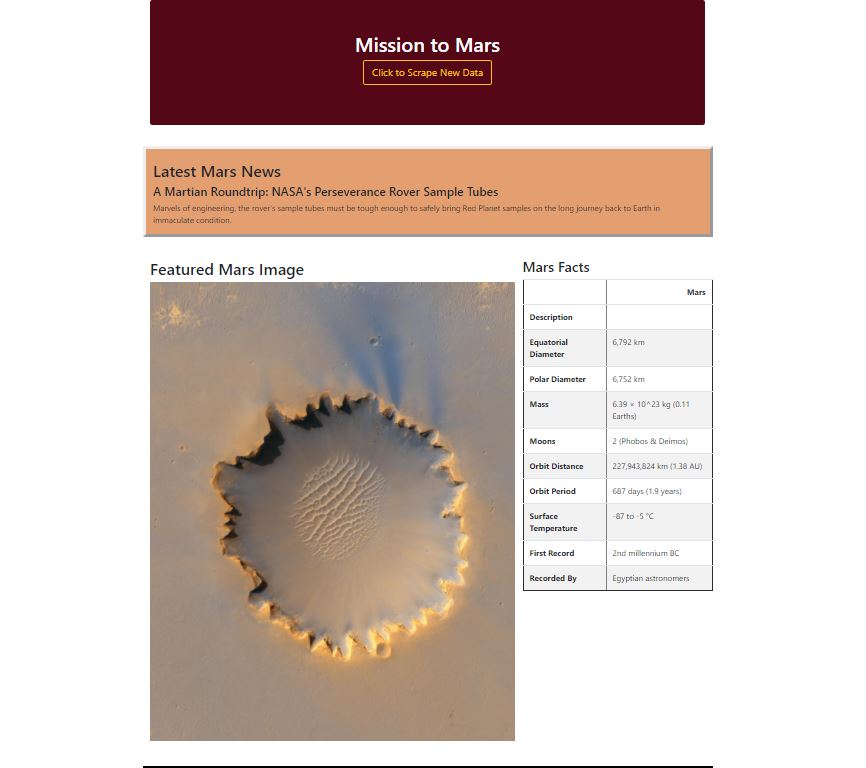 Mission to Mars
Click to Scrape New Data
Latest Mars News
A Martian Roundtrip: NASA's Perseverance Rover Sample Tubes
Marvels of engineering, the rover's sample tubes must be tough enough to safely bring Red Planet samples on the long journey back to Earth in
immaculate condition.
Featured Mars Image
Mars Facts
Mars
Description
Equatorial
Diameter
6,792 km
Polar Diameter 6,752 km
Mass
6.39 × 10^23 kg (0.11
Earths)
Moons 2 (Phobos & Deimos)
Orbit Distance 227,943,824 km (1.38 AU)
Orbit Period 687 days (1.9 years)
Surface
Temperature
-87 to -5 °C
First Record 2nd millennium BC
Recorded By Egyptian astronomers